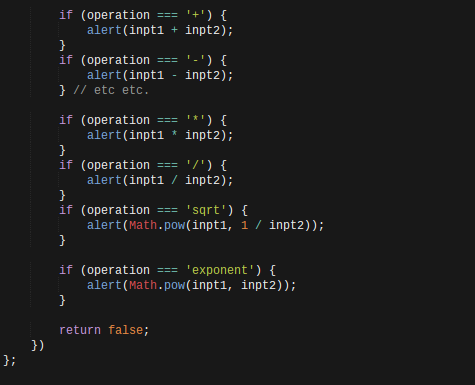 if (operation === '+') {
alert(inpt1 + inpt2);
}
if (operation === '-') {
alert(inpt1 - inpt2);
} // etc etc.
if (operation === '*') {
alert(inpt1 * inpt2);
}
if (operation === '/') {
alert(inpt1 / inpt2);
}
if (operation === 'sqrt') {
alert(Math.pow(inpt1, 1 / inpt2));
}
if (operation === 'exponent') {
alert(Math.pow(inpt1, inpt2));
}
return false;
})
};